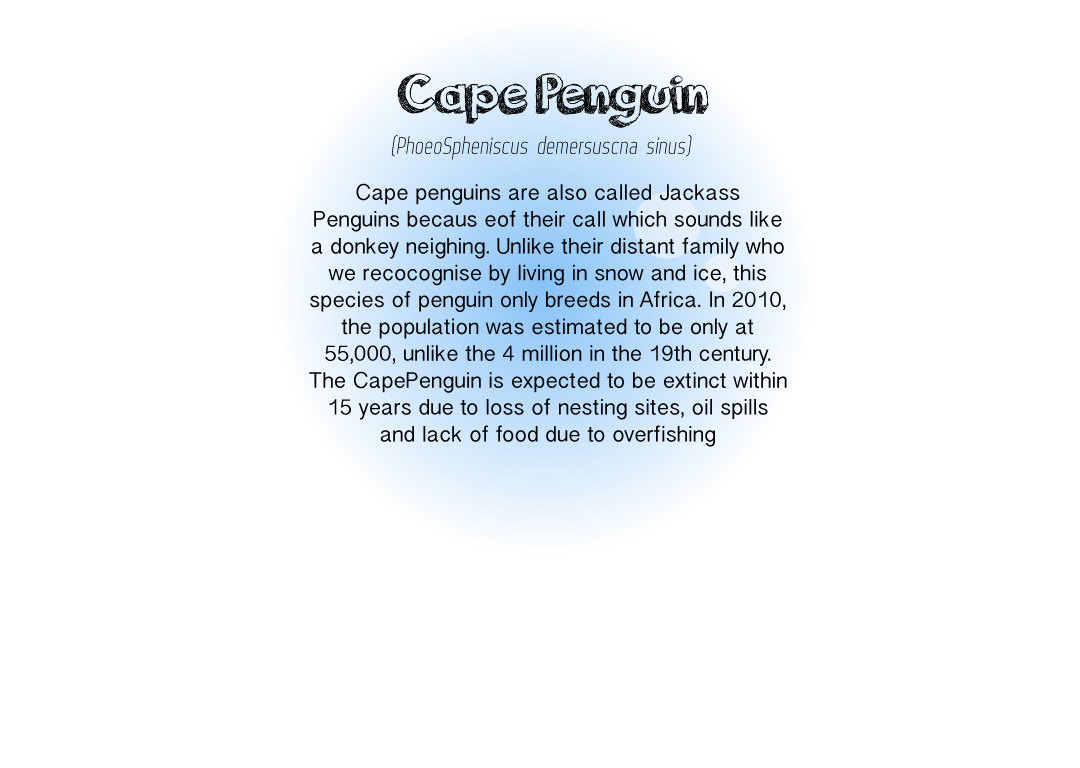 Cape Penguin
(PhoeoSpheniscus demersuscna sinus)
Cape penguins are also called Jackass
Penguins becaus eof their call which sounds like
a donkey neighing. Unlike their distant family who
we recocognise by living in snow and ice, this
species of penguin only breeds in Africa. In 2010,
the population was estimated to be only at
55,000, unlike the 4 million in the 19th century.
The CapePenguin is expected to be extinct within
15 years due to loss of nesting sites, oil spills
and lack of food due to overfishing